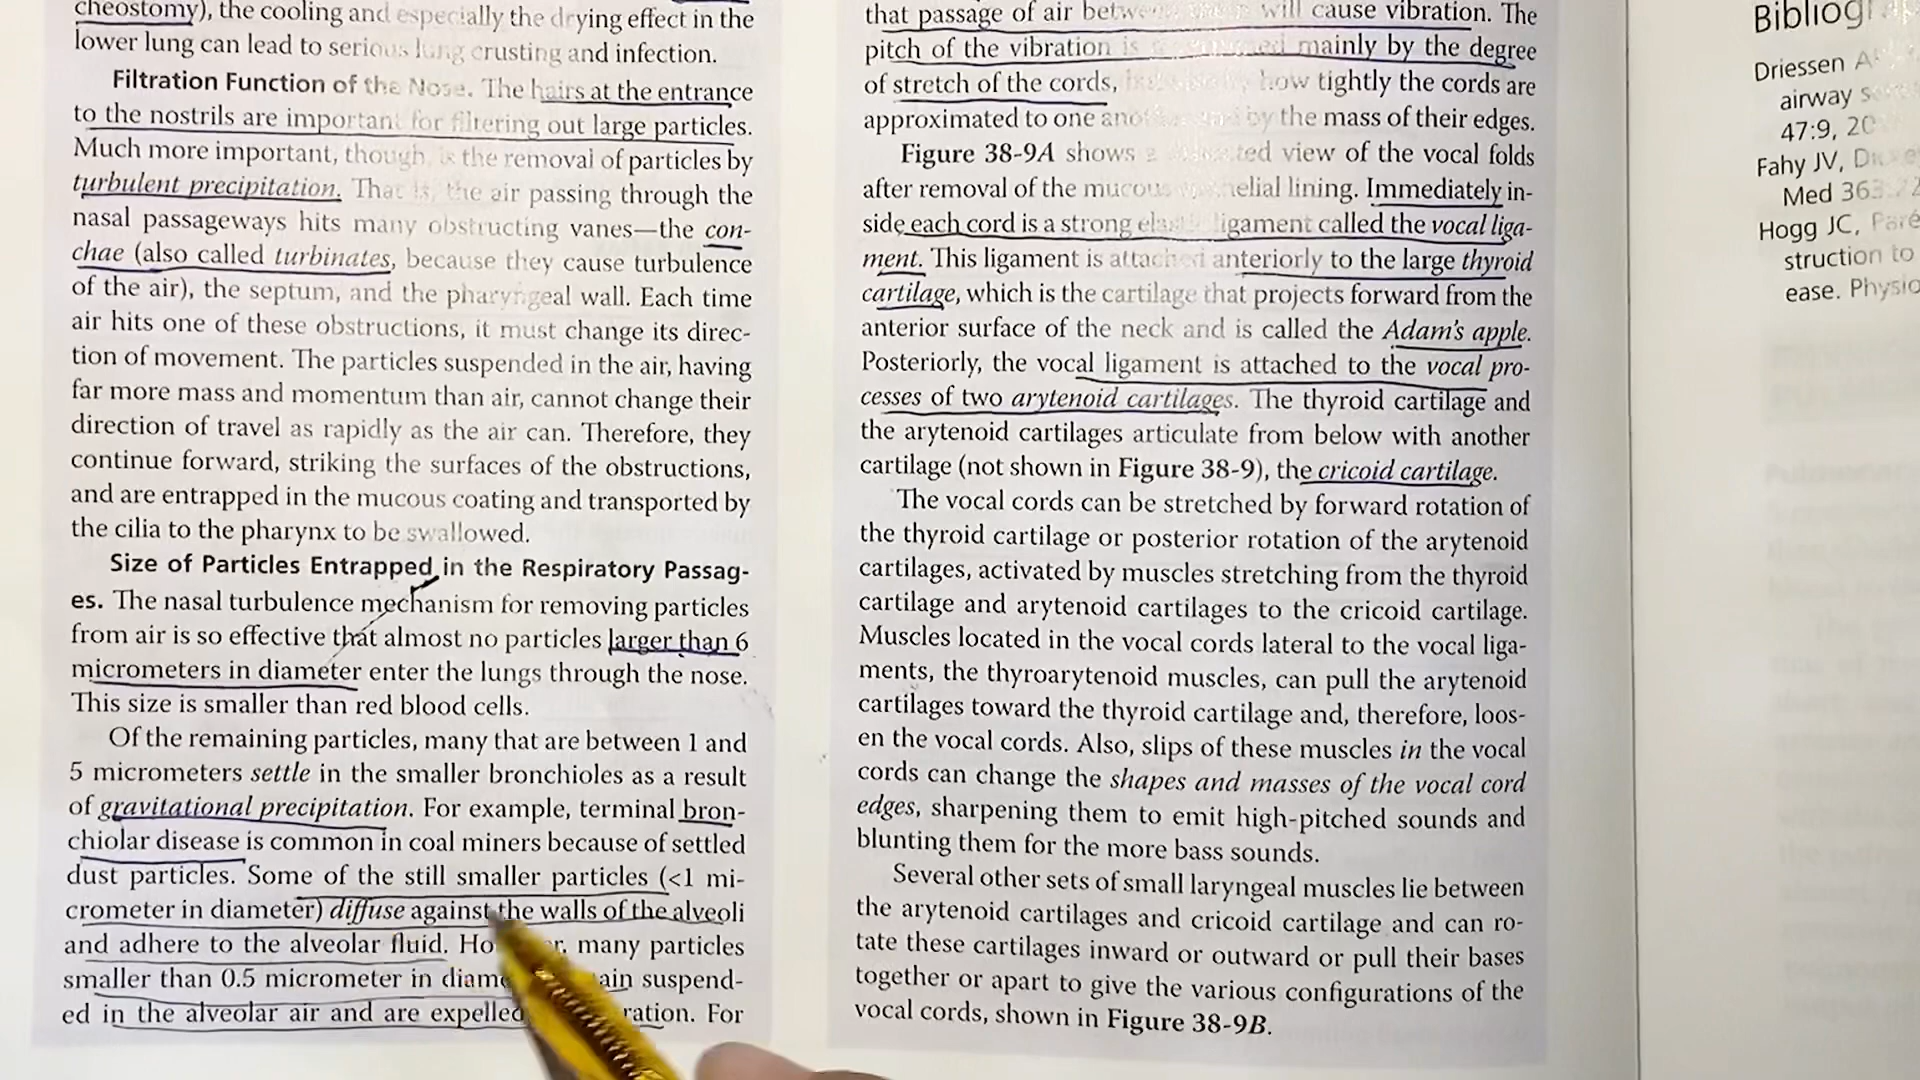 cheostomy), the cooling and especially the drying effect in the
lower lung can lead to serious lung crusting and infection.
Filtration Function of the Nose. The hairs at the entrance
to the nostrils are important for filtering out large particles.
Much more important, though, is the removal of particles by
turbulent precipitation. That is, the air passing through the
nasal passageways hits many obstructing vanes—the con-
chae (also called turbinates, because they cause turbulence
of the air), the septum, and the pharyngeal wall. Each time
air hits one of these obstructions, it must change its direc-
tion of movement. The particles suspended in the air, having
far more mass and momentum than air, cannot change their
direction of travel as rapidly as the air can. Therefore, they
continue forward, striking the surfaces of the obstructions,
and are entrapped in the mucous coating and transported by
the cilia to the pharynx to be swallowed.
Size of Particles Entrapped in the Respiratory Passag-
es. The nasal turbulence mechanism for removing particles
from air is so effective that almost no particles larger than 6
micrometers in diameter enter the lungs through the nose.
This size is smaller than red blood cells.
Of the remaining particles, many that are between 1 and
5 micrometers settle in the smaller bronchioles as a result
of gravitational precipitation. For example, terminal bron-
chiolar disease is common in coal miners because of settled
dust particles. Some of the still smaller particles (<1 mi-
crometer in diameter) diffuse against the walls of the alveoli
and adhere to the alveolar fluid. many particles
smaller than 0.5 micrometer in suspend-
ed in the alveolar air and are expelled For
that passage of air will cause vibration. The
pitch of the vibration is mainly by the degree
of stretch of the cords, how tightly the cords are
approximated to one by the mass of their edges.
Figure 38-9A shows a view of the vocal folds
after removal of the mucous lining. Immediately in-
side each cord is a strong ligament called the vocal liga-
ment. This ligament is attached anteriorly to the large thyroid
cartilage, which is the cartilage that projects forward from the
anterior surface of the neck and is called the Adam's apple.
Posteriorly, the vocal ligament is attached to the vocal pro-
cesses of two arytenoid cartilages. The thyroid cartilage and
the arytenoid cartilages articulate from below with another
cartilage (not shown in Figure 38-9), the cricoid cartilage.
The vocal cords can be stretched by forward rotation of
the thyroid cartilage or posterior rotation of the arytenoid
cartilages, activated by muscles stretching from the thyroid
cartilage and arytenoid cartilages to the cricoid cartilage.
Muscles located in the vocal cords lateral to the vocal liga-
ments, the thyroarytenoid muscles, can pull the arytenoid
cartilages toward the thyroid cartilage and, therefore, loos-
en the vocal cords. Also, slips of these muscles in the vocal
cords can change the shapes and masses of the vocal cord
edges, sharpening them to emit high-pitched sounds and
blunting them for the more bass sounds.
Several other sets of small laryngeal muscles lie between
the arytenoid cartilages and cricoid cartilage and can ro-
tate these cartilages inward or outward or pull their bases
together or apart to give the various configurations of the
vocal cords, shown in Figure 38-9B.
Driessen
airway
47:9, 20
Fahy JV,
Med 363:
Hogg JC, Paré
struction to
ease. Physio